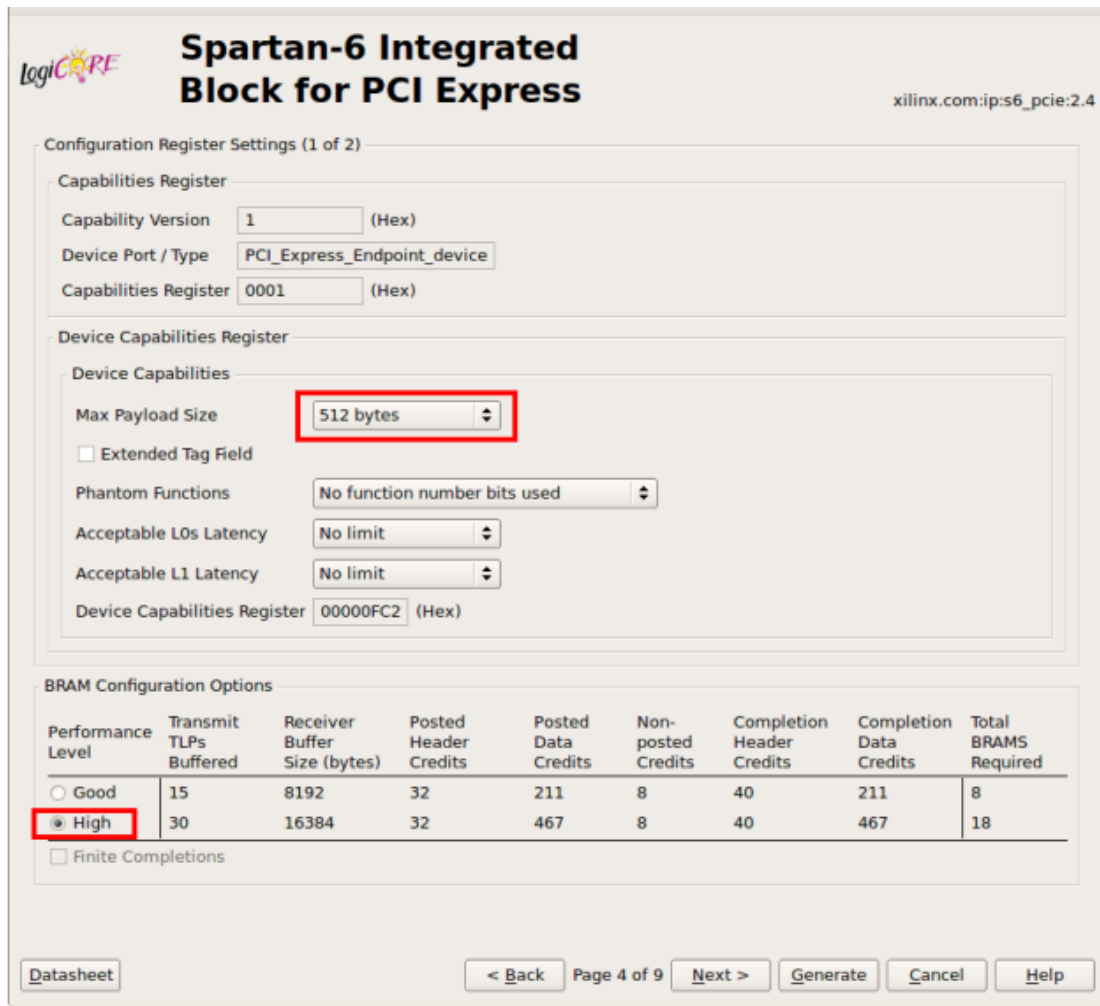 LogiCORE
Spartan-6 Integrated
Block for PCI Express
xilinx.com:ip:s6_pcie:2.4
Configuration Register Settings (1 of 2)
Capabilities Register
Capability Version 1 (Hex)
Device Port / Type PCI_Express_Endpoint_device
Capabilities Register 0001 (Hex)
Device Capabilities Register
Device Capabilities
Max Payload Size 512 bytes
Extended Tag Field
Phantom Functions No function number bits used
Acceptable L0s Latency No limit
Acceptable L1 Latency No limit
Device Capabilities Register 00000FC2 (Hex)
BRAM Configuration Options
Performance Level Transmit TLPs Buffered Receiver Buffer Size (bytes) Posted Header Credits Posted Data Credits Non-posted Credits Completion Header Credits Completion Data Credits Total BRAMS Required
Good 15 8192 32 211 8 40 211 8
High 30 16384 32 467 8 40 467 18
Finite Completions
Datasheet < Back Page 4 of 9 Next > Generate Cancel Help